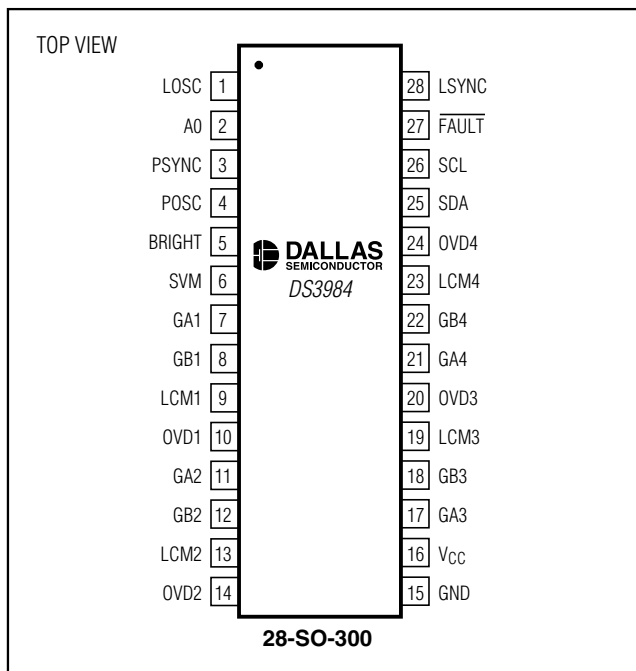 TOP VIEW
LOSC 1
A0 2
PSYNC 3
POSC 4
BRIGHT 5
SVM 6
GA1 7
GB1 8
LCM1 9
OVD1 10
GA2 11
GB2 12
LCM2 13
OVD2 14
DALLAS
SEMICONDUCTOR
DS3984
28 LSYNC
27 FAULT
26 SCL
25 SDA
24 OVD4
23 LCM4
22 GB4
21 GA4
20 OVD3
19 LCM3
18 GB3
17 GA3
16 VCC
15 GND
28-SO-300